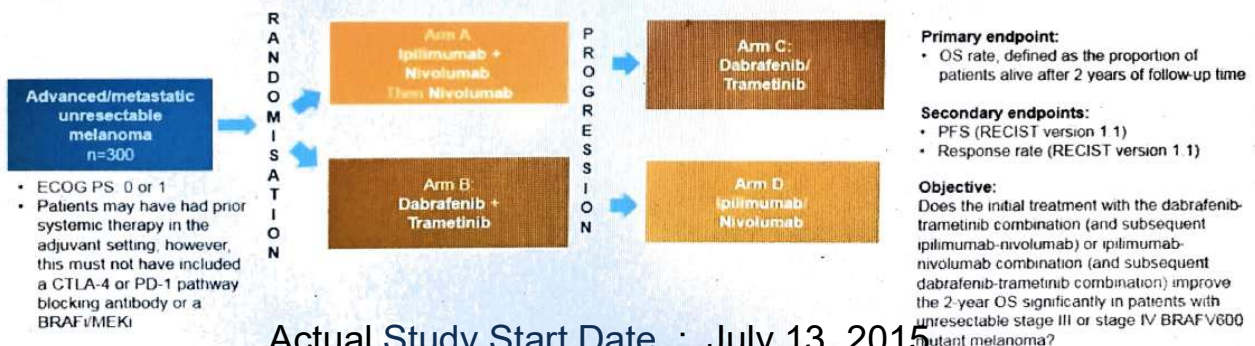 Advanced/metastatic
unresectable
melanoma
n=300
• ECOG PS: 0 or 1
• Patients may have had prior
systemic therapy in the
adjuvant setting; however,
this must not have included
a CTLA-4 or PD-1 pathway
blocking antibody or a
BRAFi/MEKi
RANDOMISATION
Arm A
Ipilimumab +
Nivolumab
Then Nivolumab
Arm B:
Dabrafenib +
Trametinib
PROGRESSION
Arm C:
Dabrafenib/
Trametinib
Arm D:
Ipilimumab/
Nivolumab
Primary endpoint:
• OS rate, defined as the proportion of
patients alive after 2 years of follow-up time
Secondary endpoints:
• PFS (RECIST version 1.1)
• Response rate (RECIST version 1.1)
Objective:
Does the initial treatment with the dabrafenib-
trametinib combination (and subsequent
ipilimumab-nivolumab) or ipilimumab-
nivolumab combination (and subsequent
dabrafenib-trametinib combination) improve
the 2-year OS significantly in patients with
unresectable stage III or stage IV BRAFV600
mutant melanoma?
Actual Study Start Date : July 13, 2015